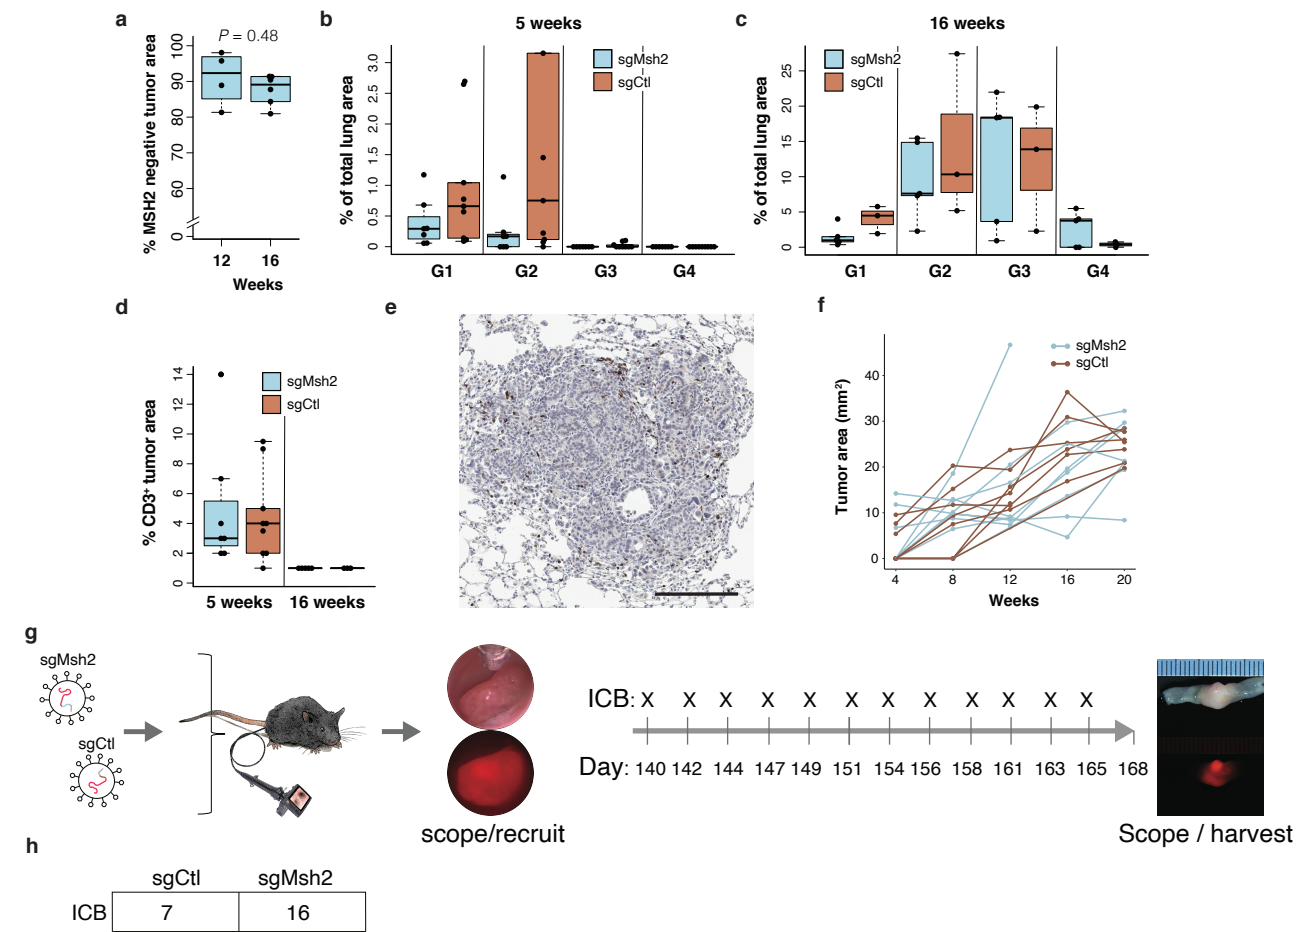 a
P = 0.48
% MSH2 negative tumor area
100
90
80
70
60
0
12 16
Weeks
b
5 weeks
% of total lung area
3.0
2.5
2.0
1.5
1.0
0.5
0
sgMsh2
sgCtl
G1 G2 G3 G4
c
16 weeks
% of total lung area
25
20
15
10
5
0
sgMsh2
sgCtl
G1 G2 G3 G4
d
% CD3+ tumor area
14
12
10
8
6
4
2
0
sgMsh2
sgCtl
5 weeks 16 weeks
e
f
Tumor area (mm²)
40
30
20
10
0
sgMsh2
sgCtl
4 8 12 16 20
Weeks
g
sgMsh2
sgCtl
scope/recruit
ICB: X X X X X X X X X X X X
Day: 140 142 144 147 149 151 154 156 158 161 163 165 168
Scope / harvest
h
sgCtl sgMsh2
ICB 7 16